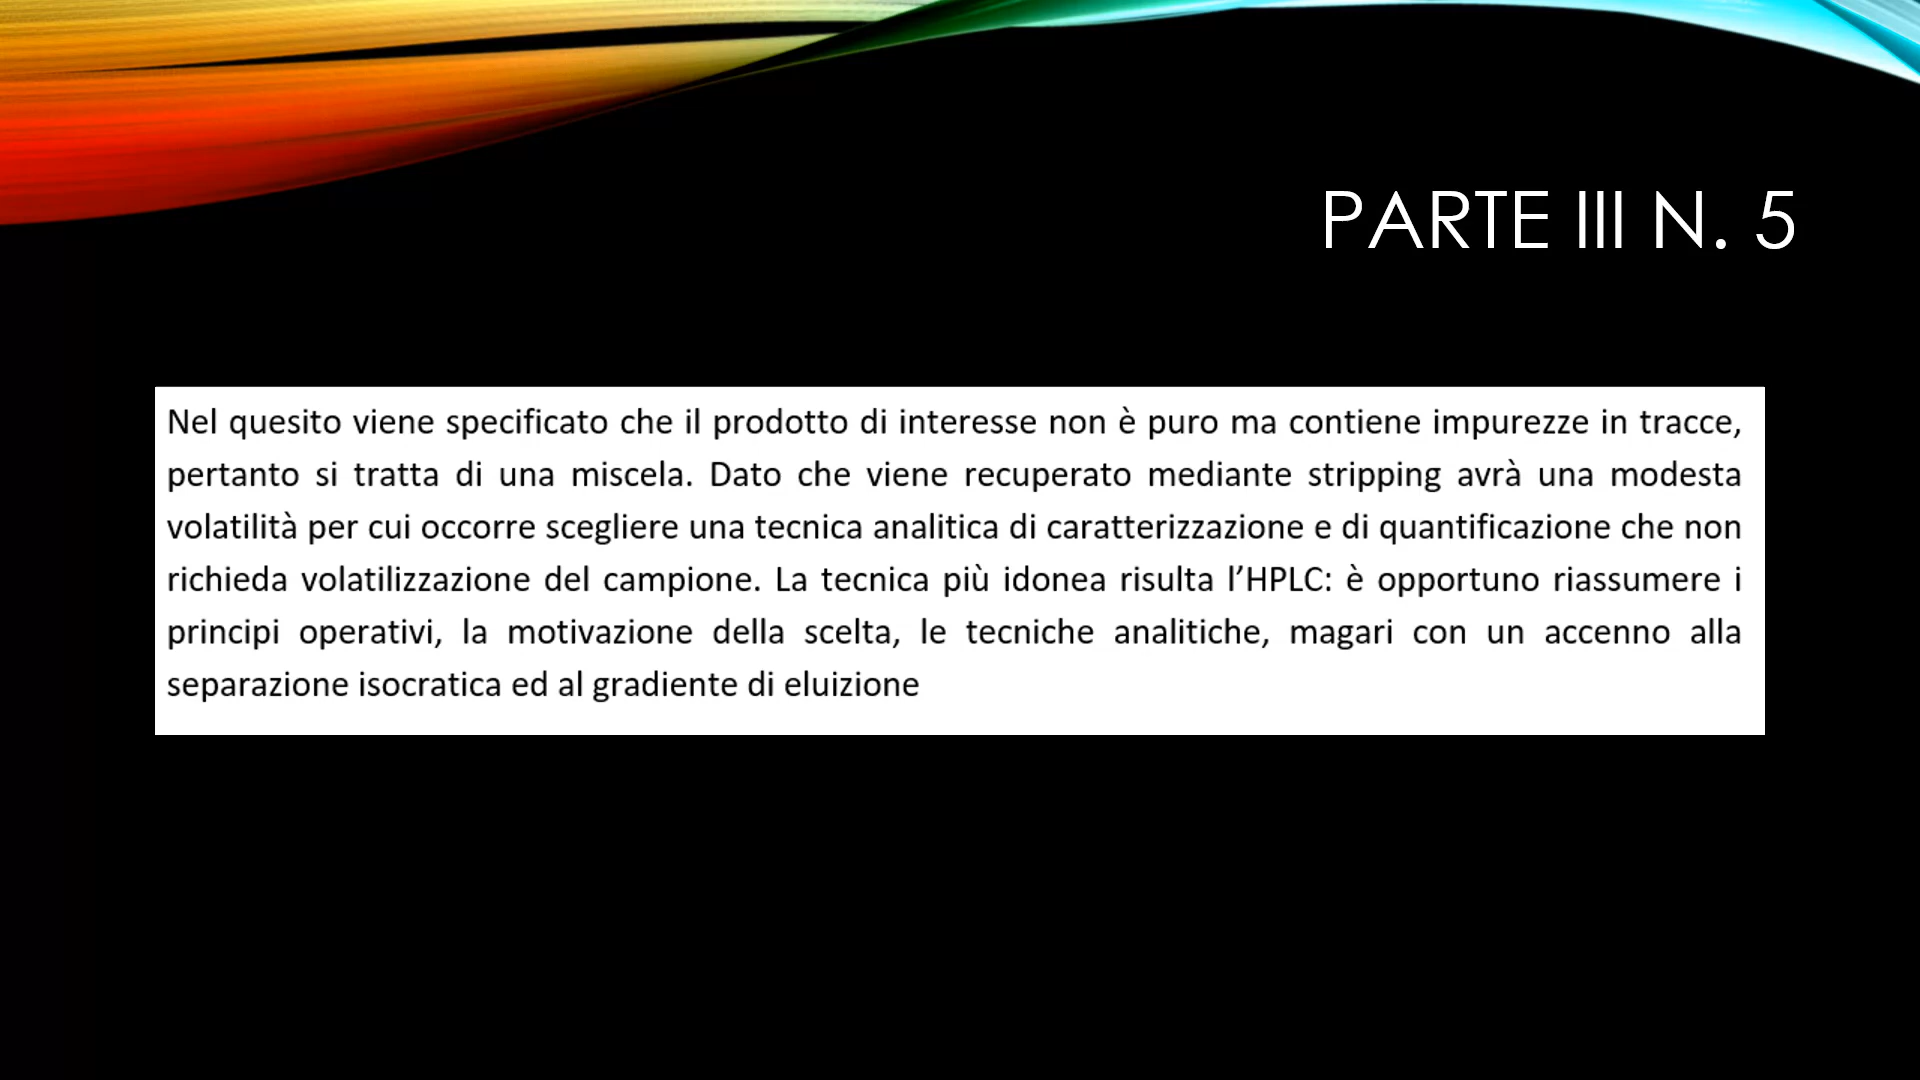 PARTE III N. 5
Nel quesito viene specificato che il prodotto di interesse non è puro ma contiene impurezze in tracce,
pertanto si tratta di una miscela. Dato che viene recuperato mediante stripping avrà una modesta
volatilità per cui occorre scegliere una tecnica analitica di caratterizzazione e di quantificazione che non
richieda volatilizzazione del campione. La tecnica più idonea risulta l’HPLC: è opportuno riassumere i
principi operativi, la motivazione della scelta, le tecniche analitiche, magari con un accenno alla
separazione isocratica ed al gradiente di eluizione